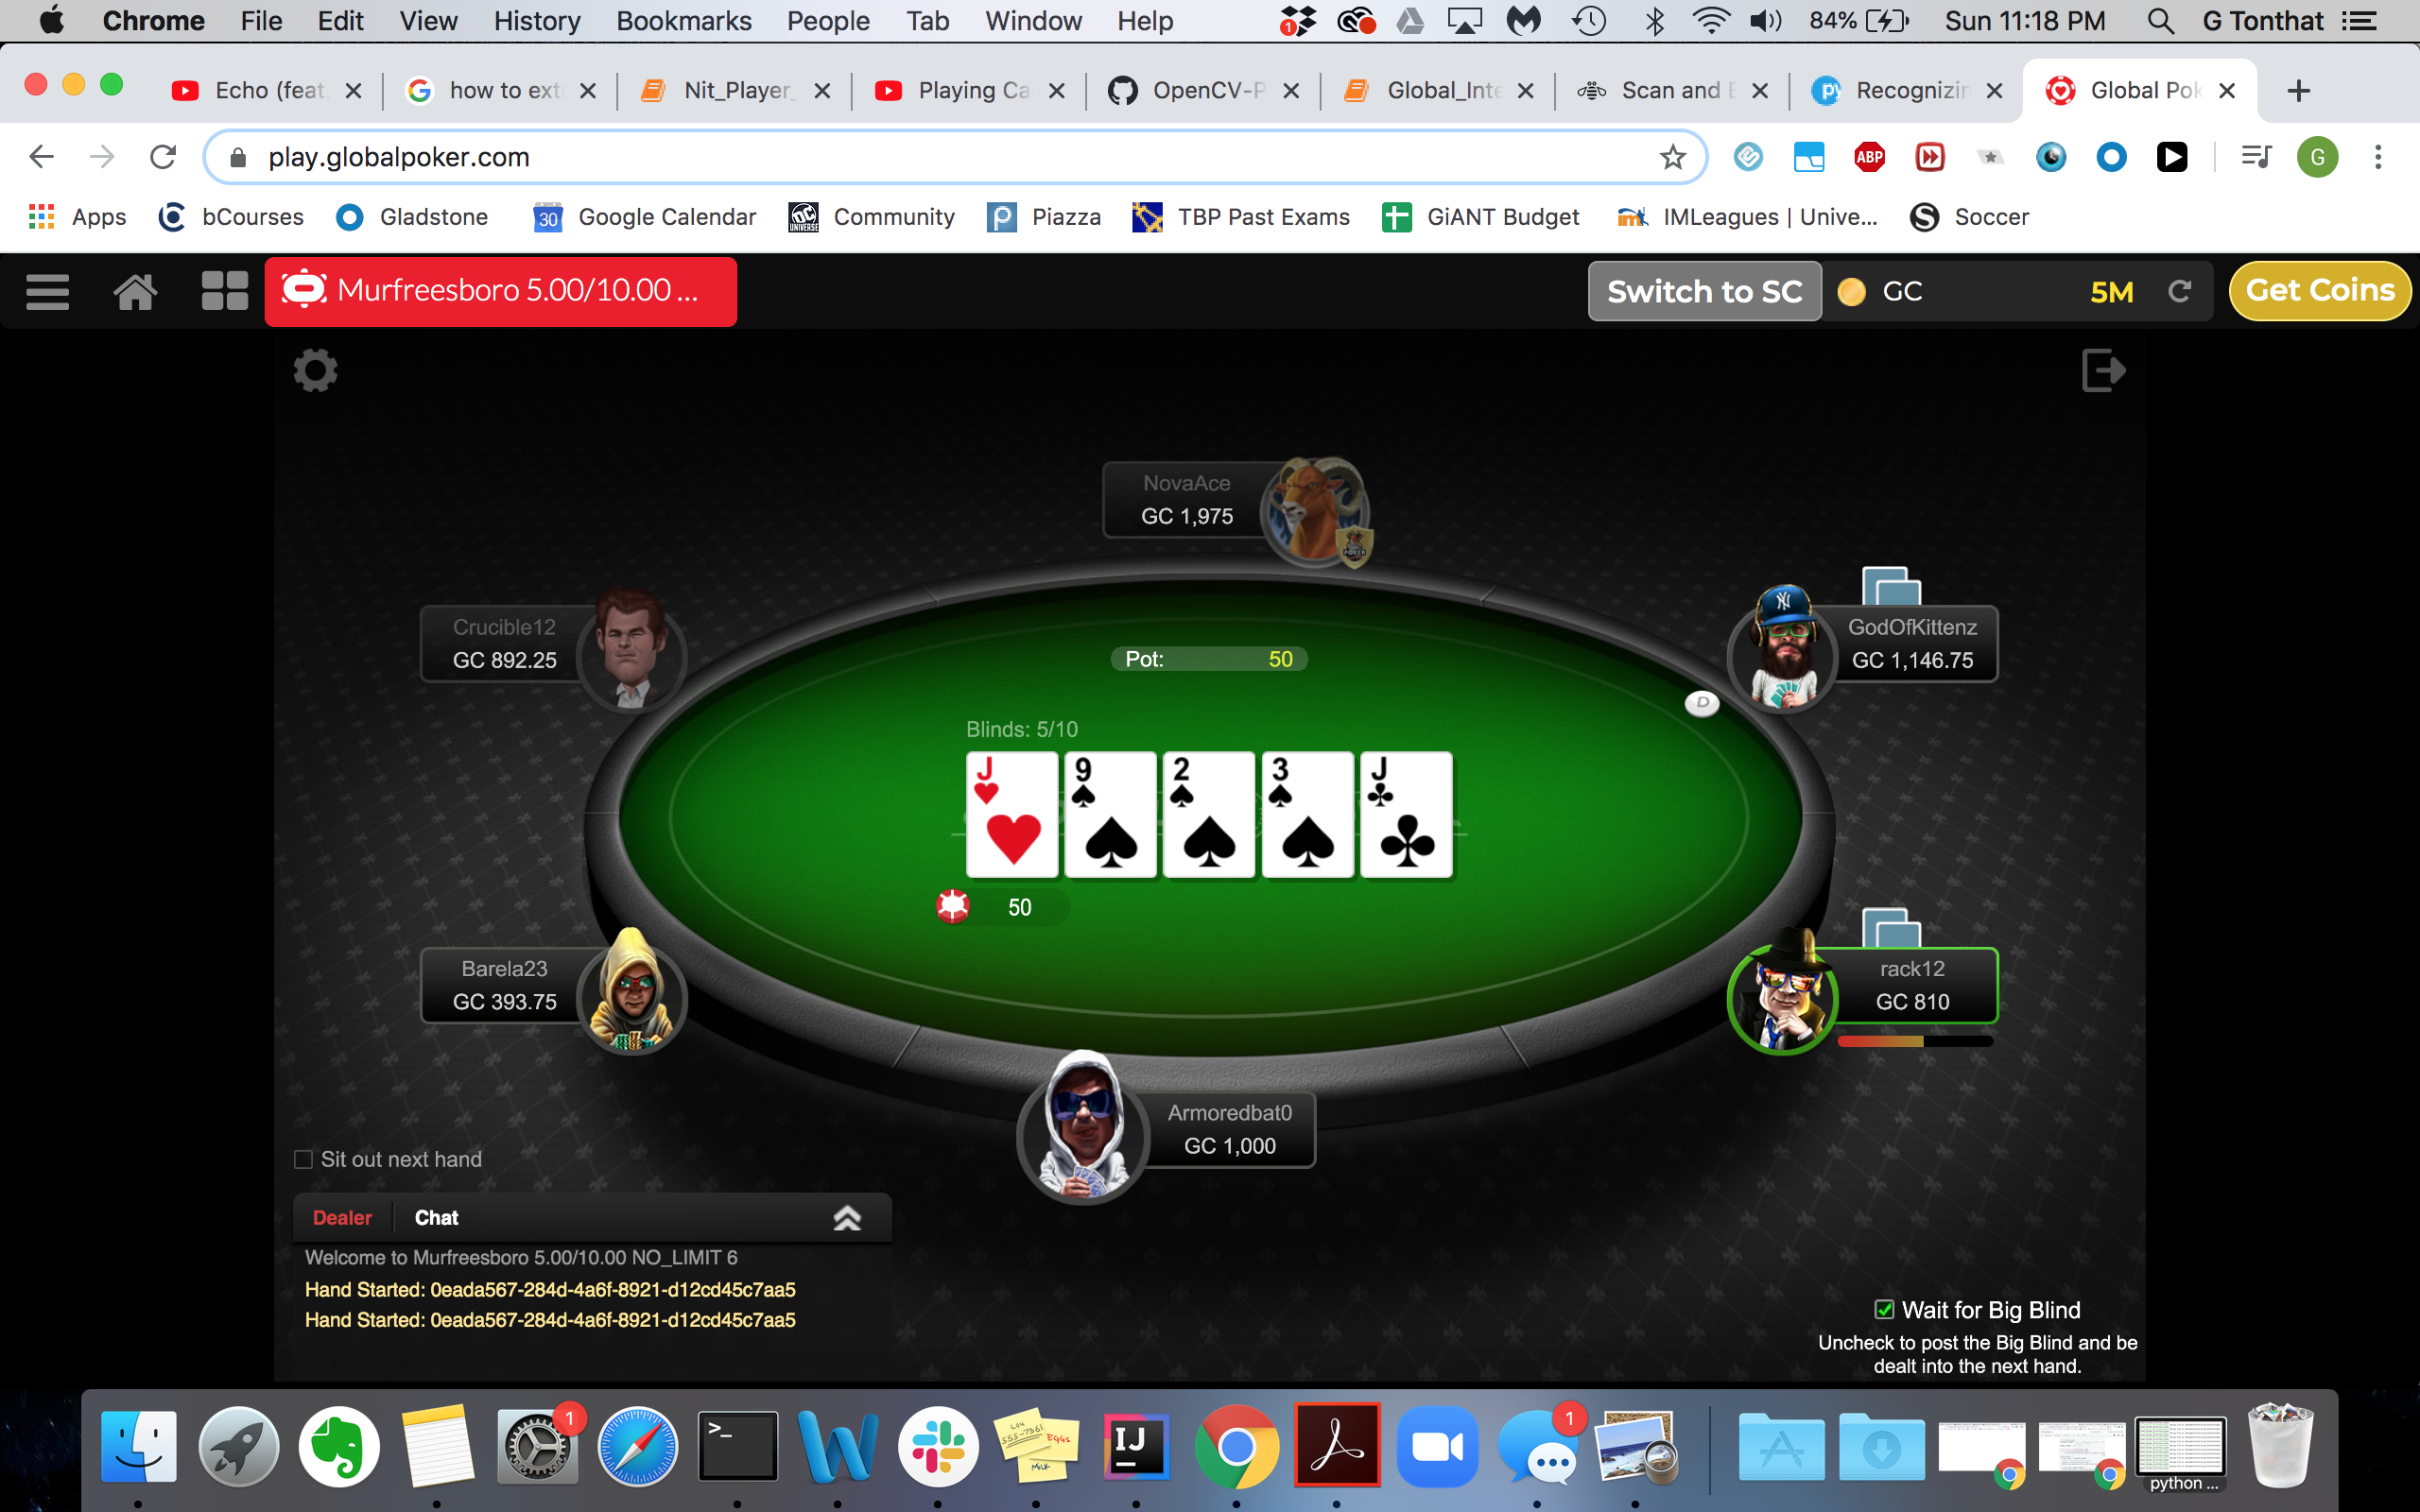 Chrome File Edit View History Bookmarks People Tab Window Help 1 84% Sun 11:18 PM G Tonthat
Echo (feat. how to ext Nit_Player_ Playing Ca OpenCV-P Global_Inte Scan and Recognizin Global Pok
play.globalpoker.com ABP G
Apps bCourses Gladstone 30 Google Calendar Community Piazza TBP Past Exams GiANT Budget IMLeagues | Unive... Soccer
Murfreesboro 5.00/10.00 ... Switch to SC GC 5M Get Coins
NovaAce
GC 1,975
Crucible12
GC 892.25
GodOfKittenz
GC 1,146.75
Pot: 50
D
Blinds: 5/10
J 9 2 3 J
50
Barela23
GC 393.75
rack12
GC 810
Armoredbat0
GC 1,000
Sit out next hand
Dealer Chat
Welcome to Murfreesboro 5.00/10.00 NO_LIMIT 6
Hand Started: 0eada567-284d-4a6f-8921-d12cd45c7aa5
Hand Started: 0eada567-284d-4a6f-8921-d12cd45c7aa5
Wait for Big Blind
Uncheck to post the Big Blind and be
dealt into the next hand.
1 1
>_ W IJ
python ...